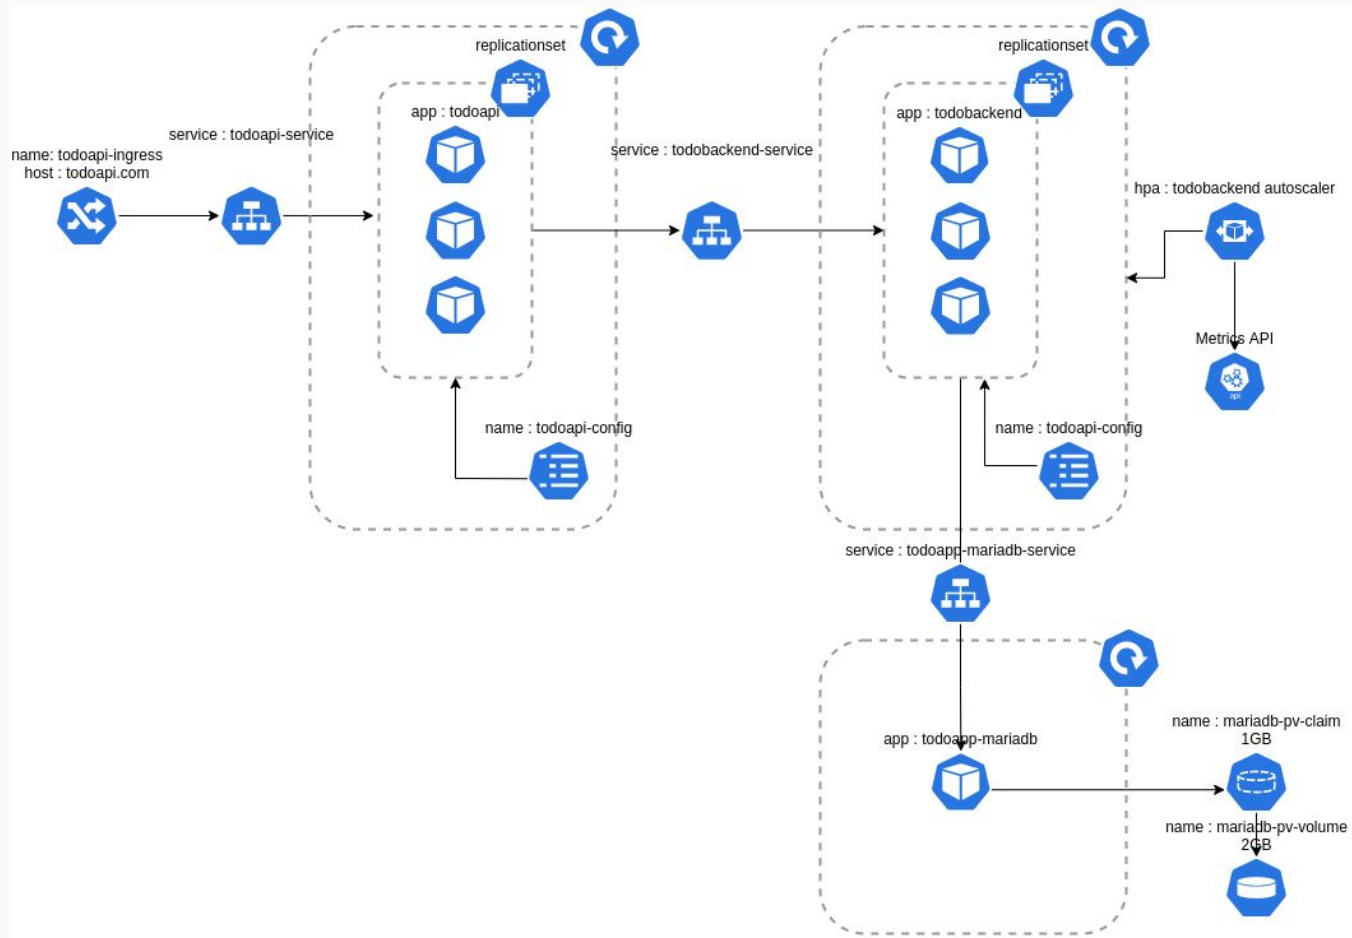 replicationset
app : todoapi
service : todoapi-service
name: todoapi-ingress
host : todoapi.com
name : todoapi-config
service : todobackend-service
replicationset
app : todobackend
hpa : todobackend autoscaler
Metrics API
api
name : todoapi-config
service : todoapp-mariadb-service
app : todoapp-mariadb
name : mariadb-pv-claim
1GB
name : mariadb-pv-volume
2GB